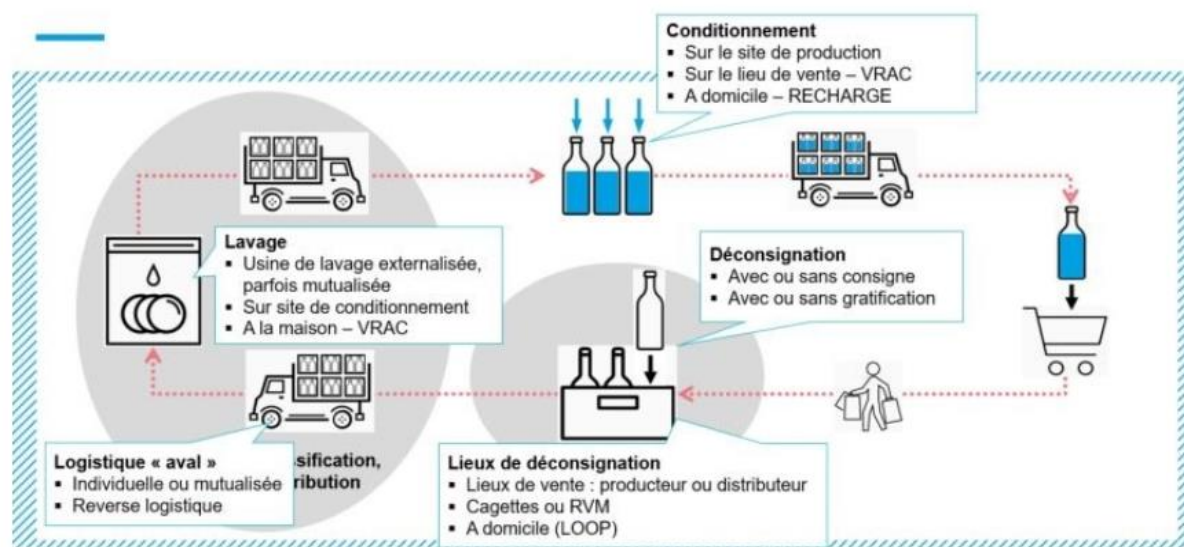 Conditionnement
▪ Sur le site de production
▪ Sur le lieu de vente – VRAC
▪ A domicile – RECHARGE
Lavage
▪ Usine de lavage externalisée,
parfois mutualisée
▪ Sur site de conditionnement
▪ A la maison – VRAC
Déconsignation
▪ Avec ou sans consigne
▪ Avec ou sans gratification
Logistique « aval »
▪ Individuelle ou mutualisée
▪ Reverse logistique
ssification,
ribution
Lieux de déconsignation
▪ Lieux de vente : producteur ou distributeur
▪ Cagettes ou RVM
▪ A domicile (LOOP)